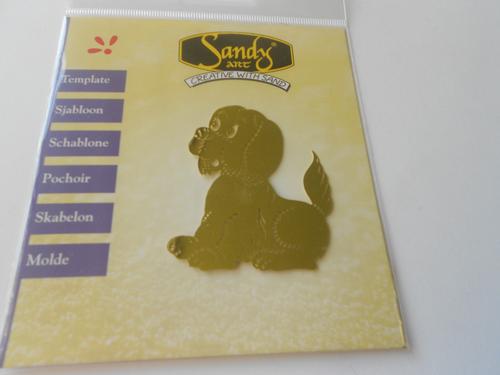 Sandy®
ART
CREATIVE WITH SAND
Template
Sjabloon
Schablone
Pochoir
Skabelon
Molde